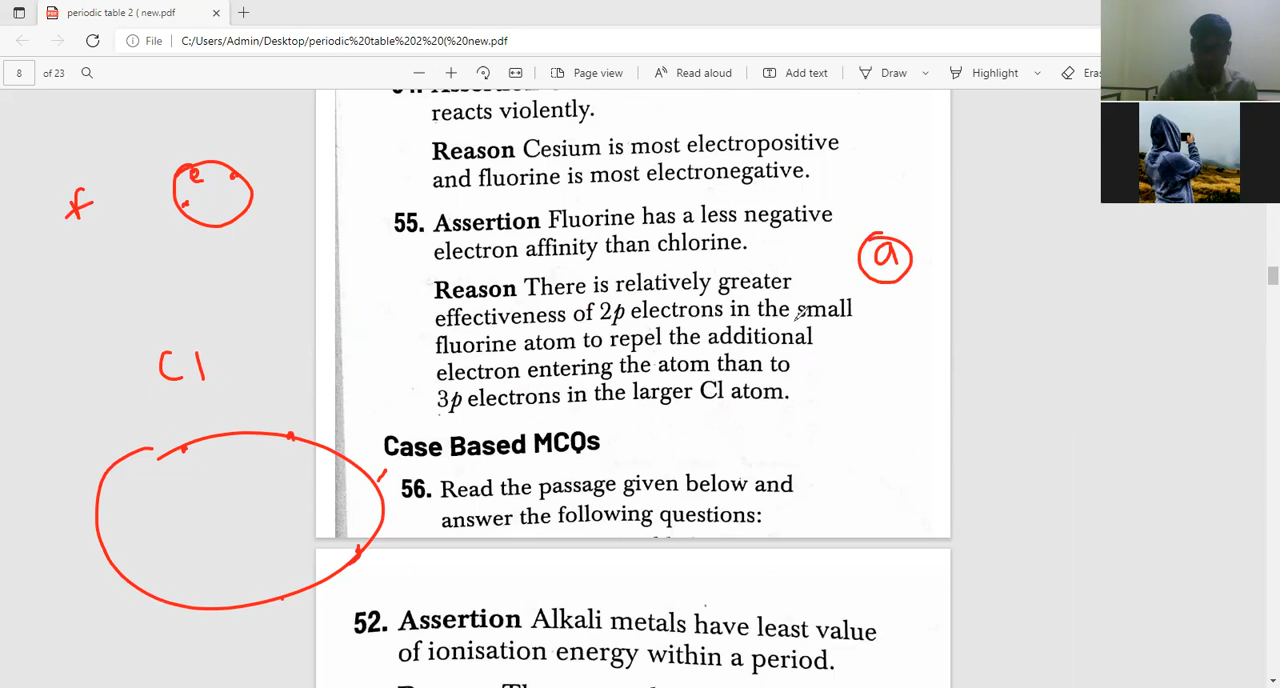 periodic table 2 ( new.pdf
File
C:/Users/Admin/Desktop/periodic%20table%202%20(%20new.pdf
8 of 23
Page view
Read aloud
Add text
Draw
Highlight
reacts violently.
Reason Cesium is most electropositive
and fluorine is most electronegative.
55. Assertion Fluorine has a less negative
electron affinity than chlorine.
Reason There is relatively greater
effectiveness of 2p electrons in the small
fluorine atom to repel the additional
electron entering the atom than to
3p electrons in the larger Cl atom.
Case Based MCQs
56. Read the passage given below and
answer the following questions:
52. Assertion Alkali metals have least value
of ionisation energy within a period.
f
e
a
Cl